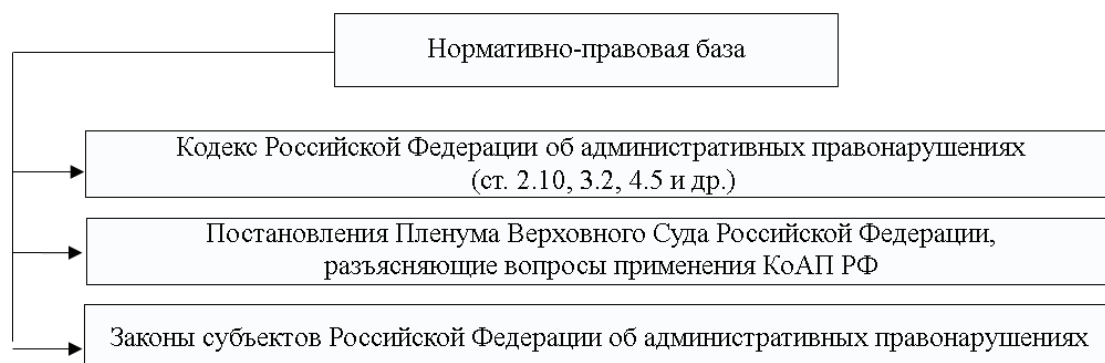 Нормативно-правовая база
Кодекс Российской Федерации об административных правонарушениях
(ст. 2.10, 3.2, 4.5 и др.)
Постановления Пленума Верховного Суда Российской Федерации,
разъясняющие вопросы применения КоАП РФ
Законы субъектов Российской Федерации об административных правонарушениях